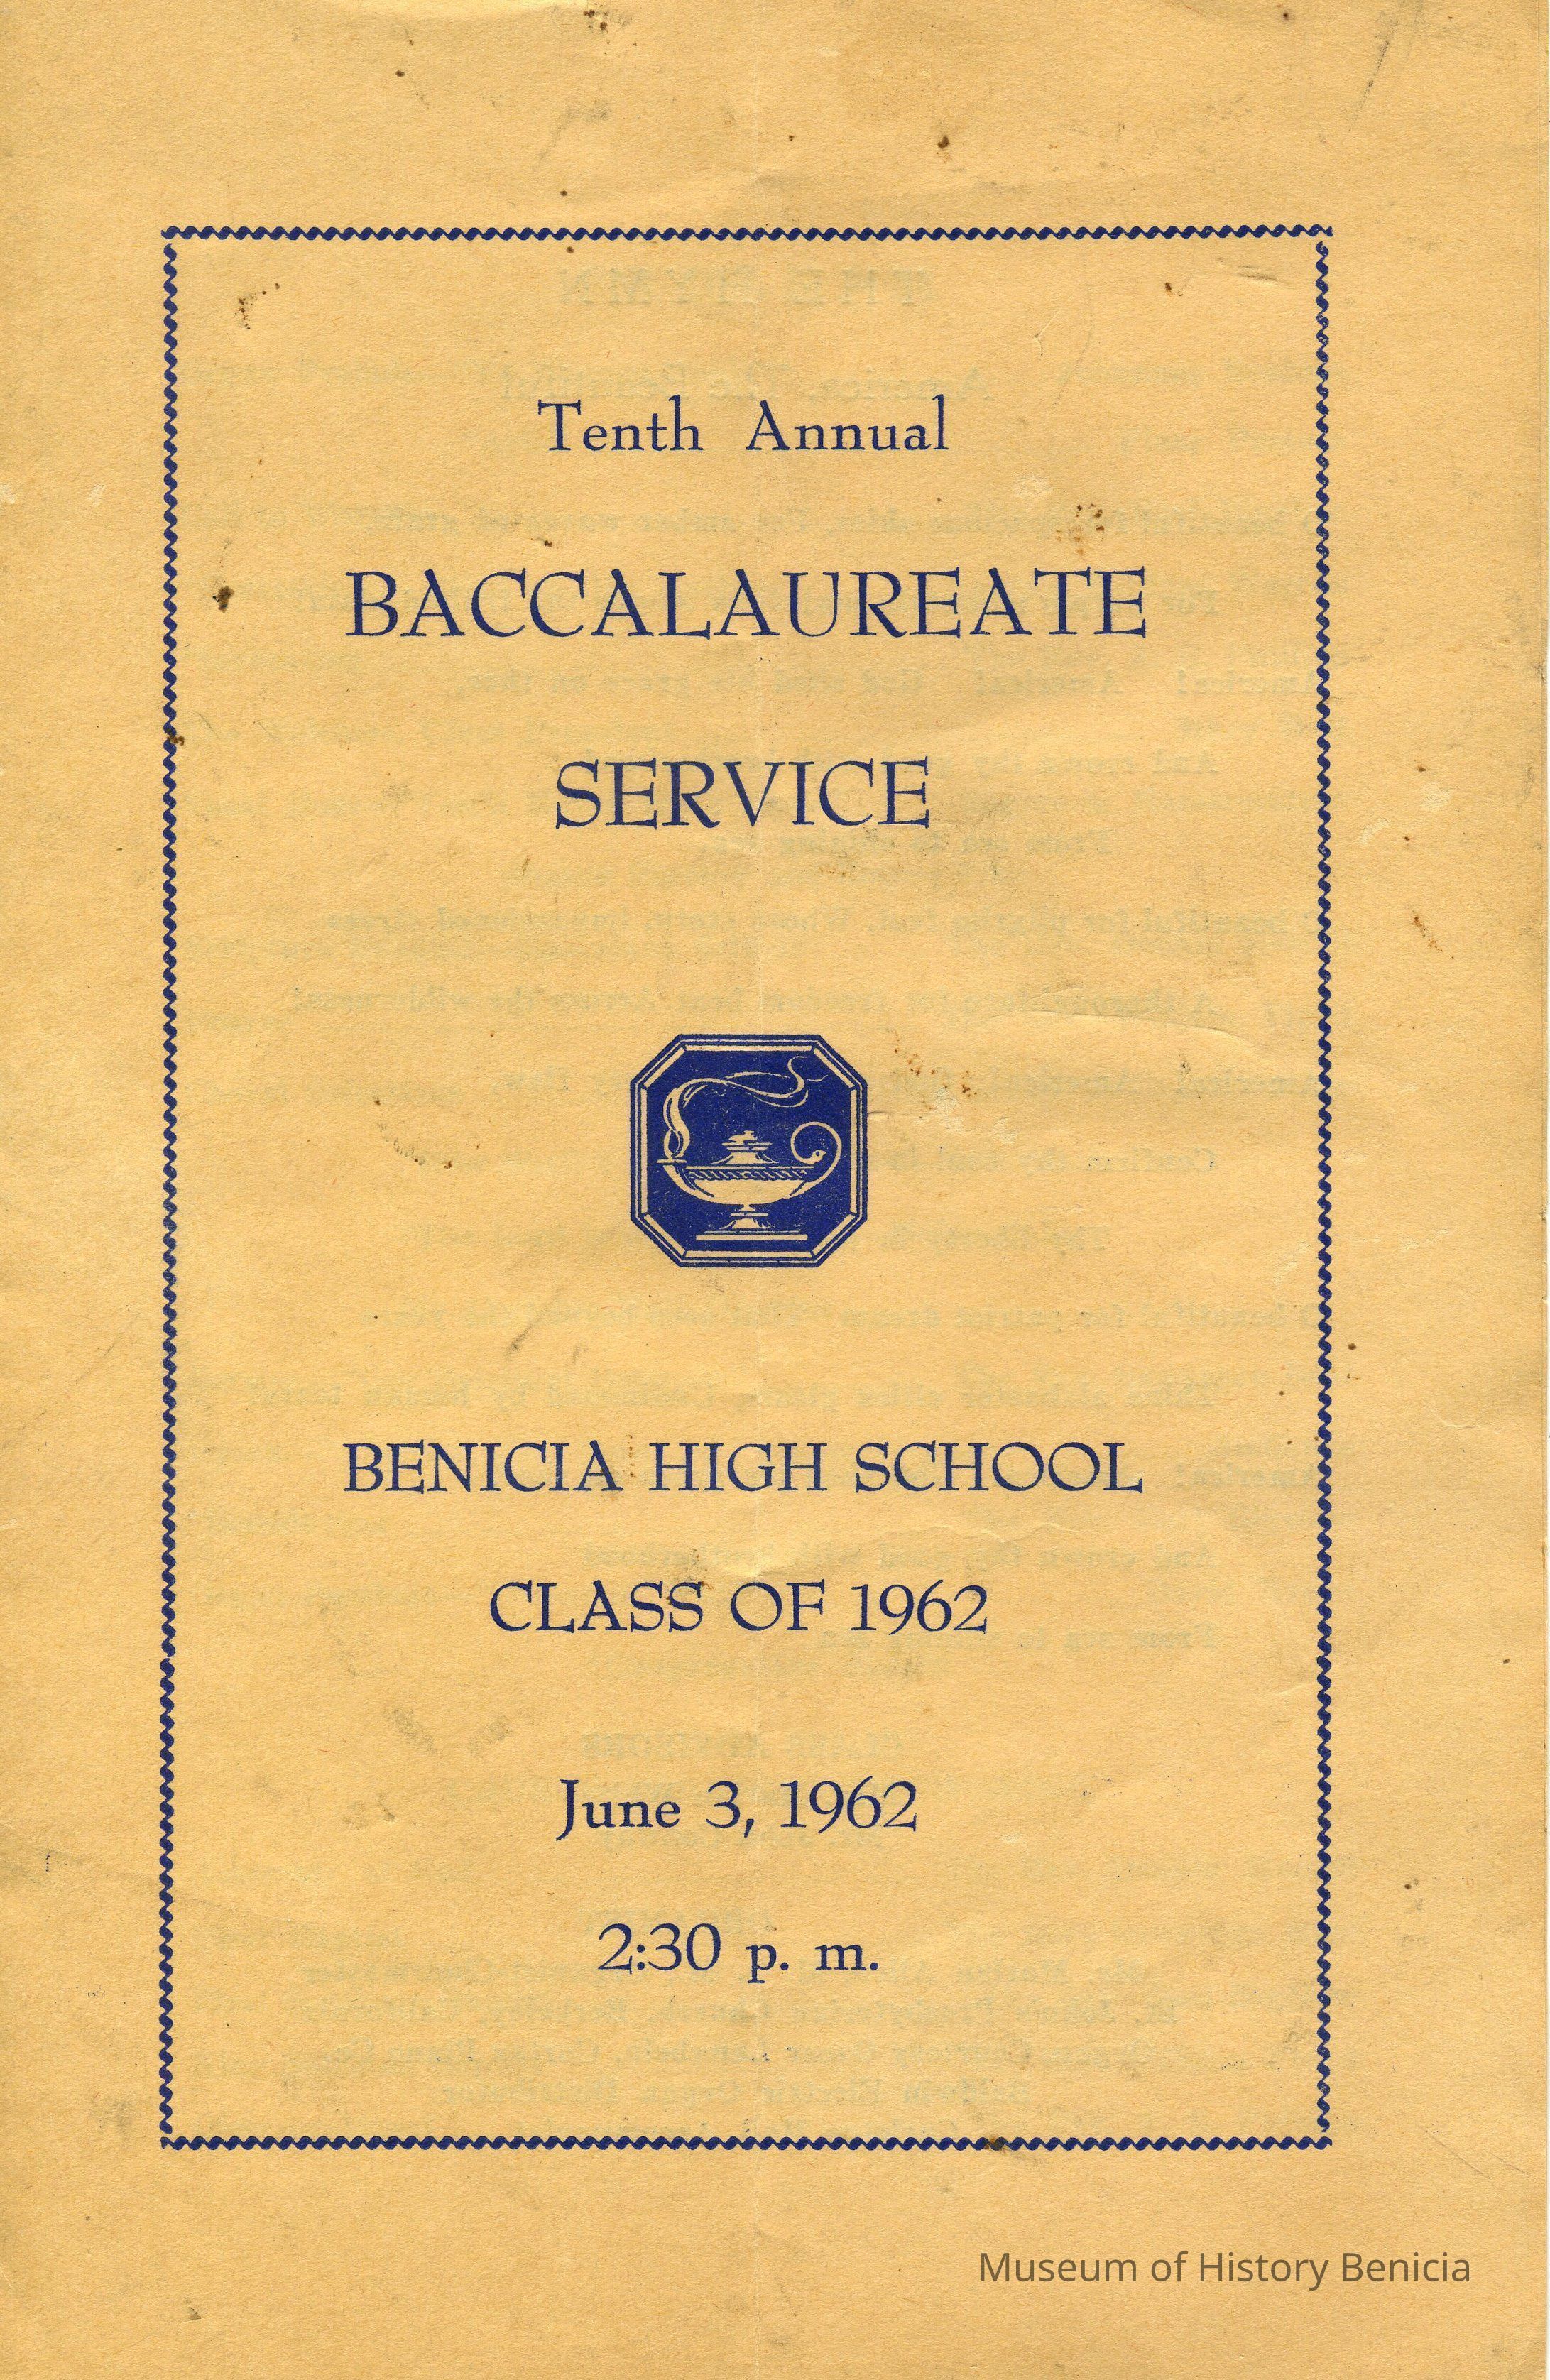 Tenth Annual
BACCALAUREATE
SERVICE
BENICIA HIGH SCHOOL
CLASS OF 1962
June 3, 1962
2:30 p. m.
Museum of History Benicia